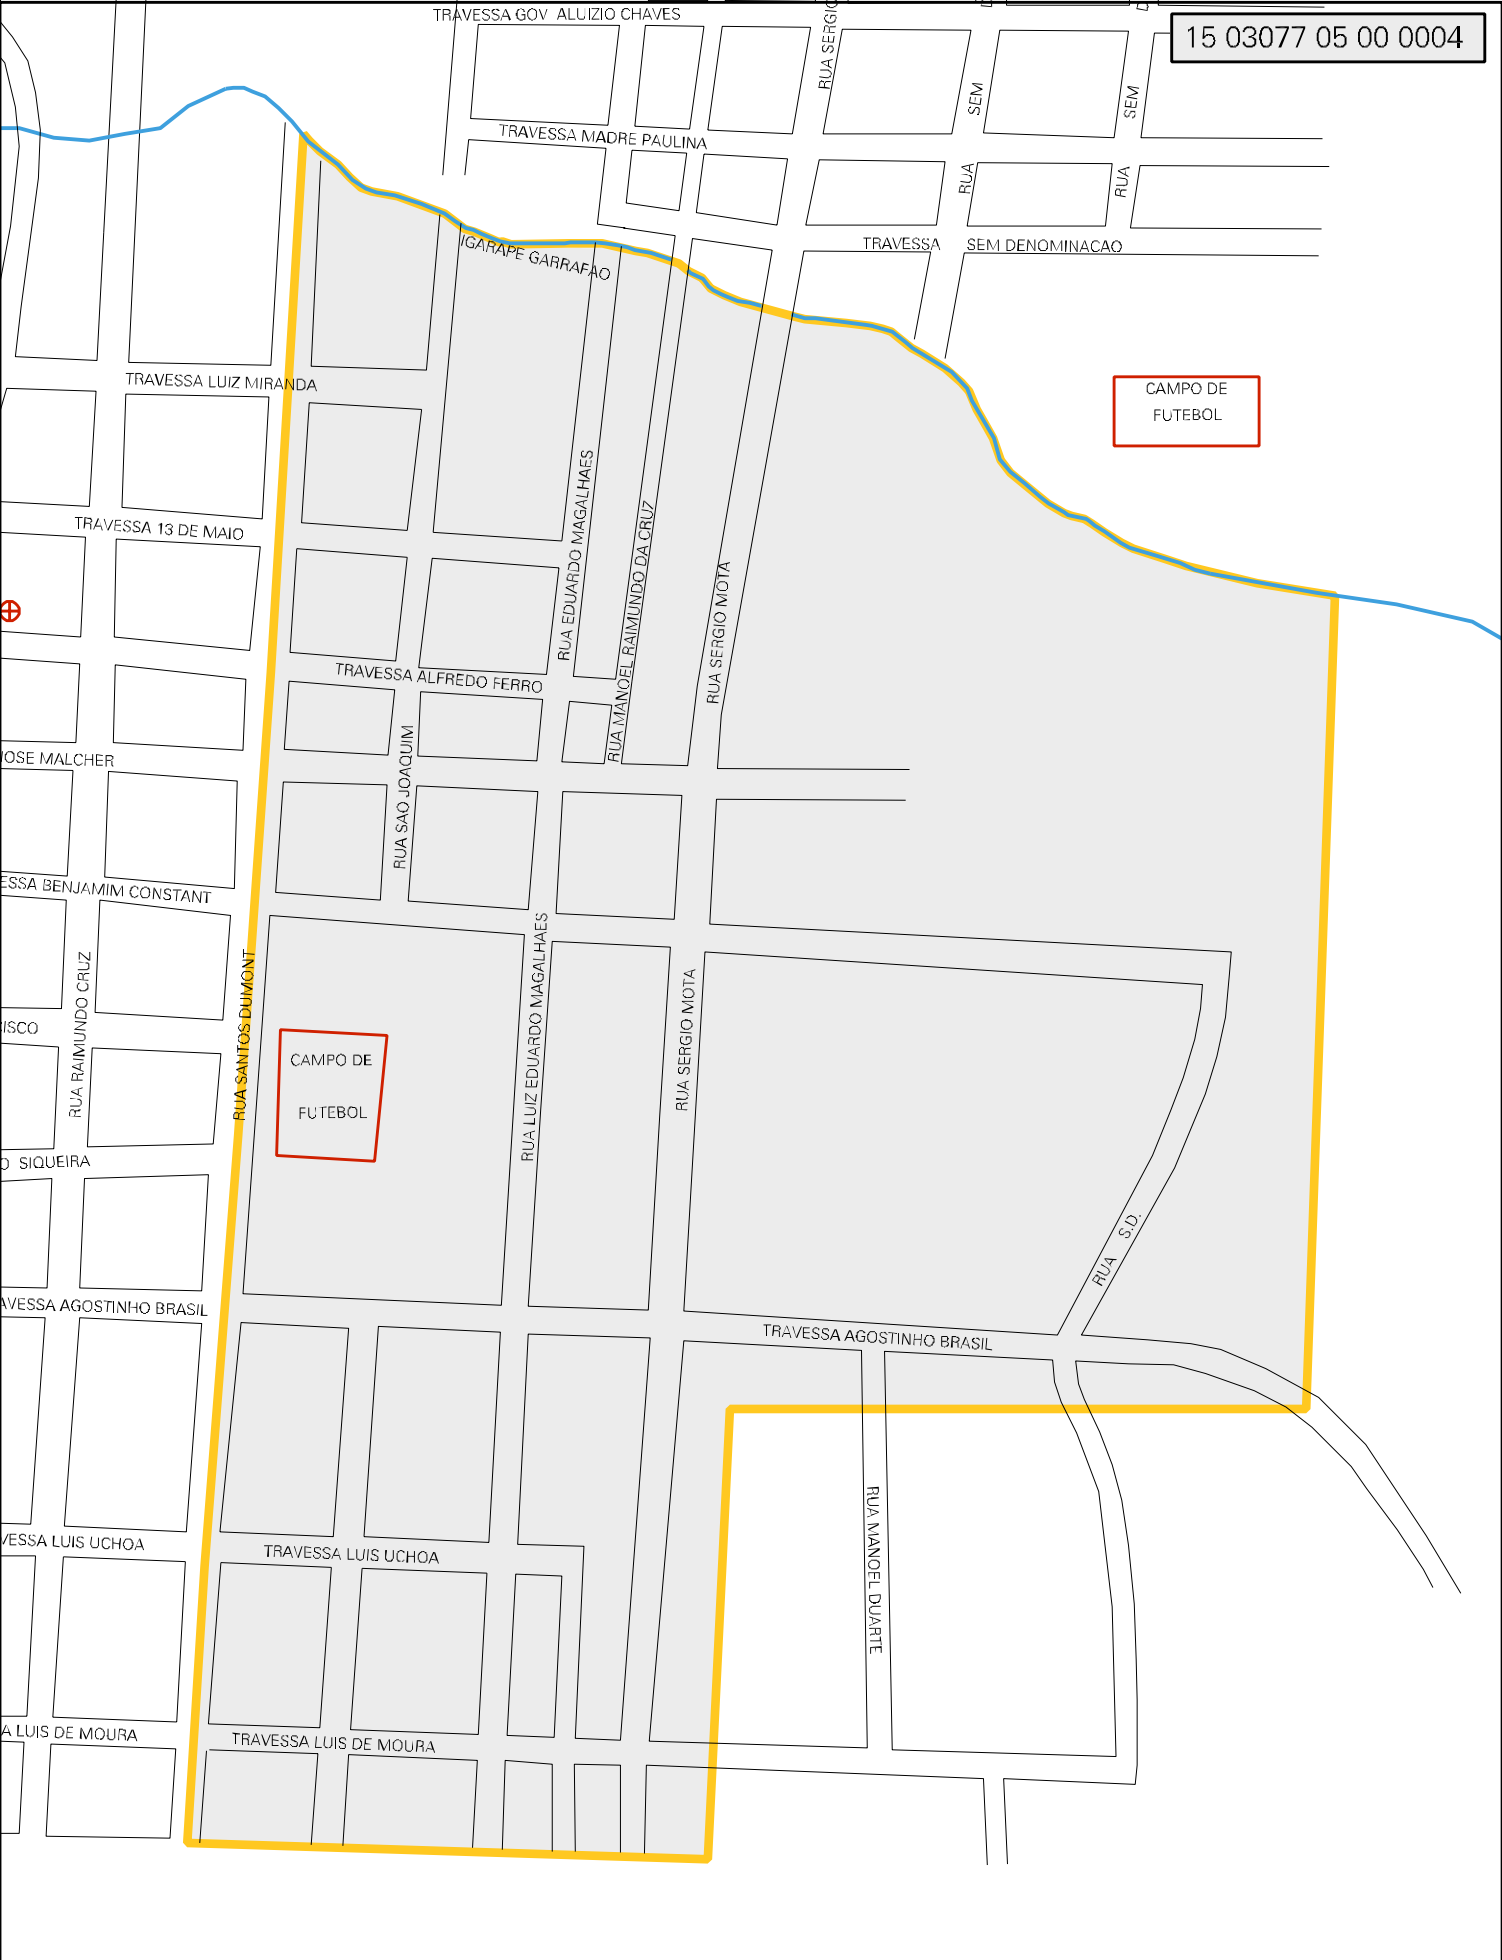 TRAVESSA GOV ALUIZIO CHAVES
RUA SERGIO
15 03077 05 00 0004
SEM
SEM
TRAVESSA MADRE PAULINA
RUA
RUA
TRAVESSA SEM DENOMINACAO
IGARAPE GARRAFAO
TRAVESSA LUIZ MIRANDA
CAMPO DE
FUTEBOL
TRAVESSA 13 DE MAIO
RUA EDUARDO MAGALHAES
RUA MANOEL RAIMUNDO DA CRUZ
RUA SERGIO MOTA
TRAVESSA ALFREDO FERRO
JOSE MALCHER
RUA SAO JOAQUIM
ESSA BENJAMIM CONSTANT
RUA RAIMUNDO CRUZ
RUA SANTOS DUMONT
RUA LUIZ EDUARDO MAGALHAES
RUA SERGIO MOTA
ISCO
CAMPO DE
FUTEBOL
O SIQUEIRA
RUA S.D.
AVESSA AGOSTINHO BRASIL
TRAVESSA AGOSTINHO BRASIL
VESSA LUIS UCHOA
TRAVESSA LUIS UCHOA
RUA MANOEL DUARTE
A LUIS DE MOURA
TRAVESSA LUIS DE MOURA